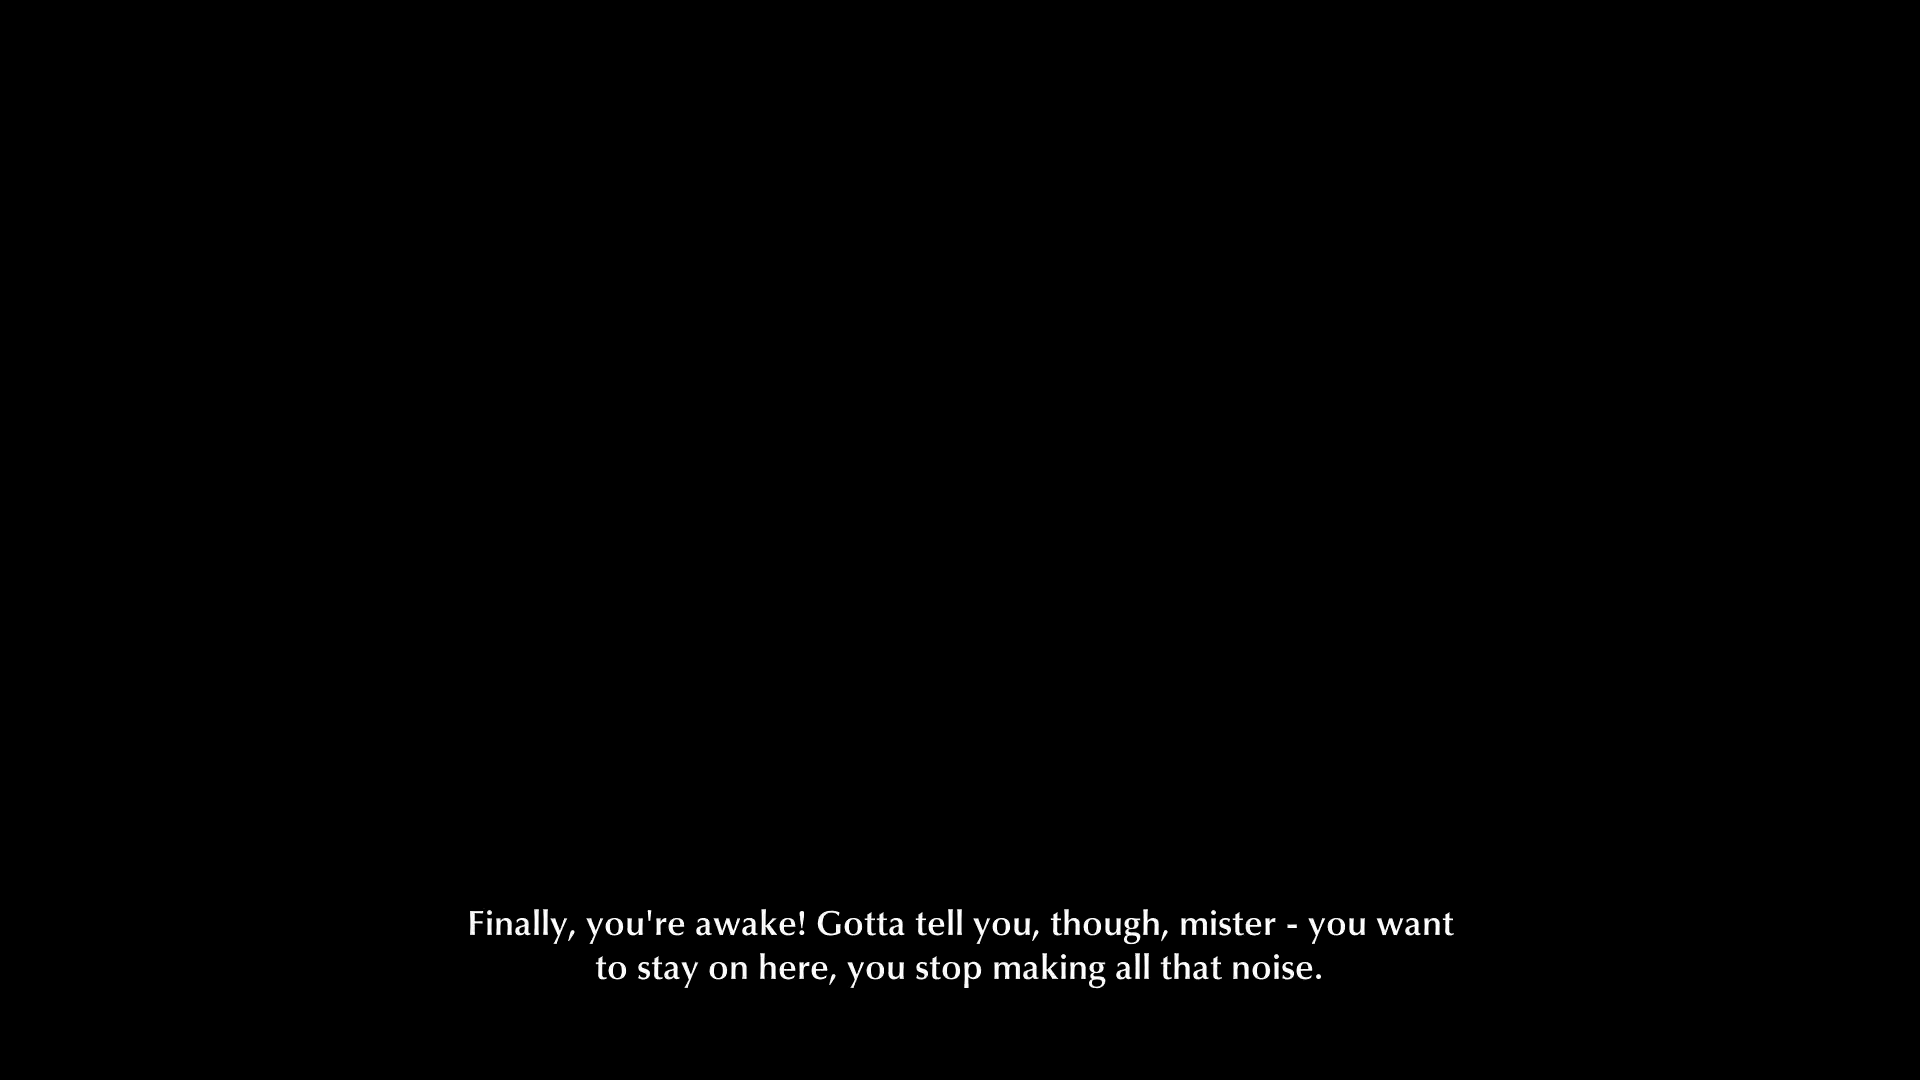 Finally, you're awake! Gotta tell you, though, mister - you want
to stay on here, you stop making all that noise.